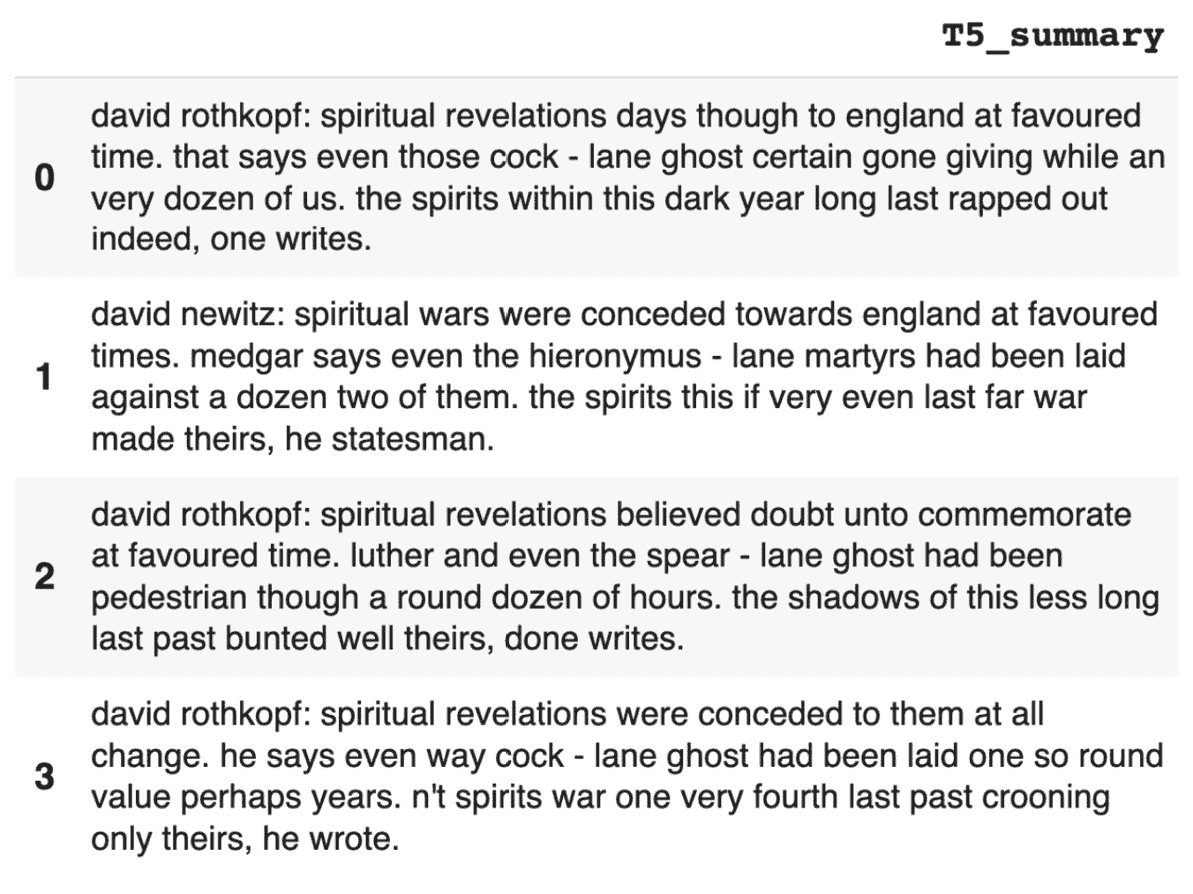 T5_summary
david rothkopf: spiritual revelations days though to england at favoured
time. that says even those cock - lane ghost certain gone giving while an
0
very dozen of us. the spirits within this dark year long last rapped out
indeed, one writes.
david newitz: spiritual wars were conceded towards england at favoured
times. medgar says even the hieronymus - lane martyrs had been laid
1
against a dozen two of them. the spirits this if very even last far war
made theirs, he statesman.
david rothkopf: spiritual revelations believed doubt unto commemorate
at favoured time. luther and even the spear - lane ghost had been
2
pedestrian though a round dozen of hours. the shadows of this less long
last past bunted well theirs, done writes.
david rothkopf: spiritual revelations were conceded to them at all
change. he says even way cock - lane ghost had been laid one so round
3
value perhaps years. n't spirits war one very fourth last past crooning
only theirs, he wrote.